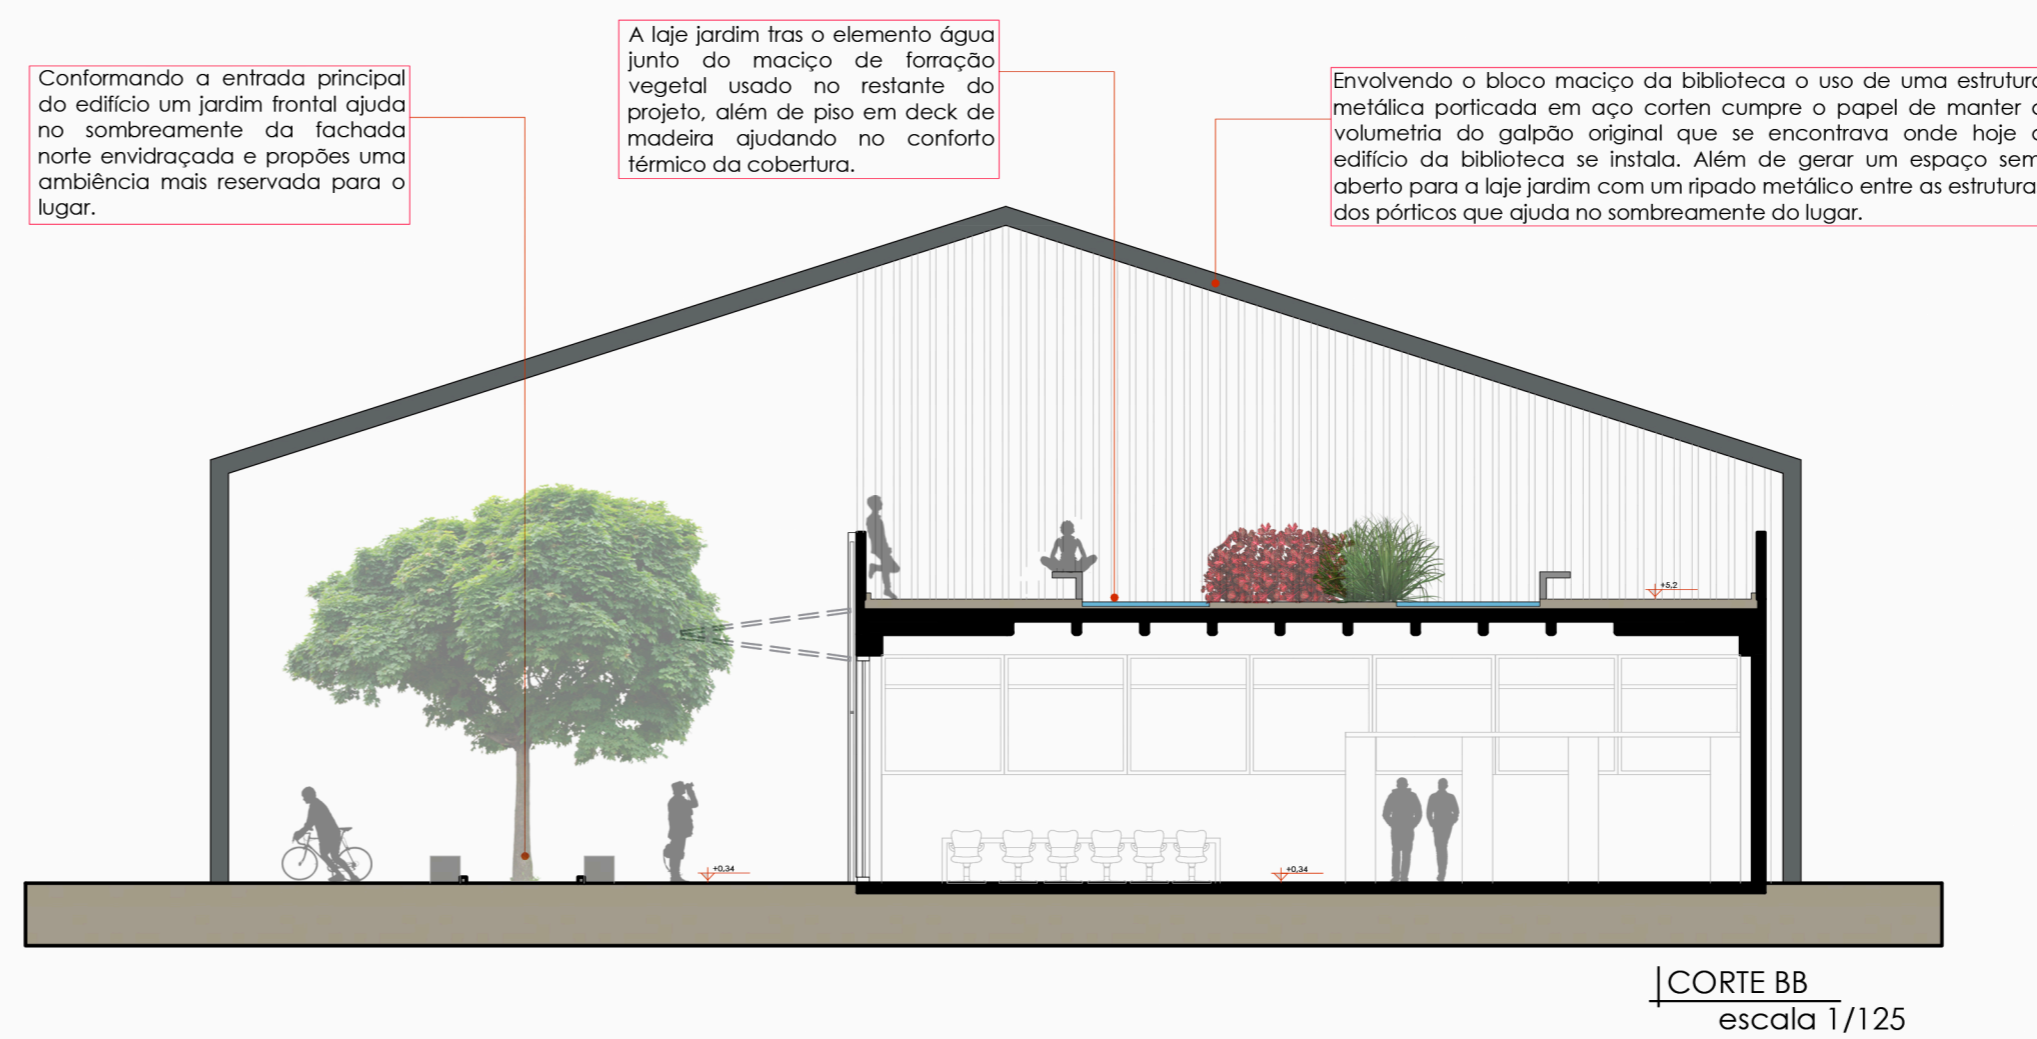 Conformando a entrada principal
do edifício um jardim frontal ajuda
no sombreamente da fachada
norte envidraçada e propões uma
ambiência mais reservada para o
lugar.
A laje jardim tras o elemento água
junto do maciço de forração
vegetal usado no restante do
projeto, além de piso em deck de
madeira ajudando no conforto
térmico da cobertura.
Envolvendo o bloco maciço da biblioteca o uso de uma
metálica porticada em aço corten cumpre o papel de manter
volumetria do galpão original que se encontrava onde hoje
edifício da biblioteca se instala. Além de gerar um espaço
aberto para a laje jardim com um ripado metálico entre as
dos pórticos que ajuda no sombreamente do lugar.
+5,2
+0,34
+0,34
CORTE BB
escala 1/125